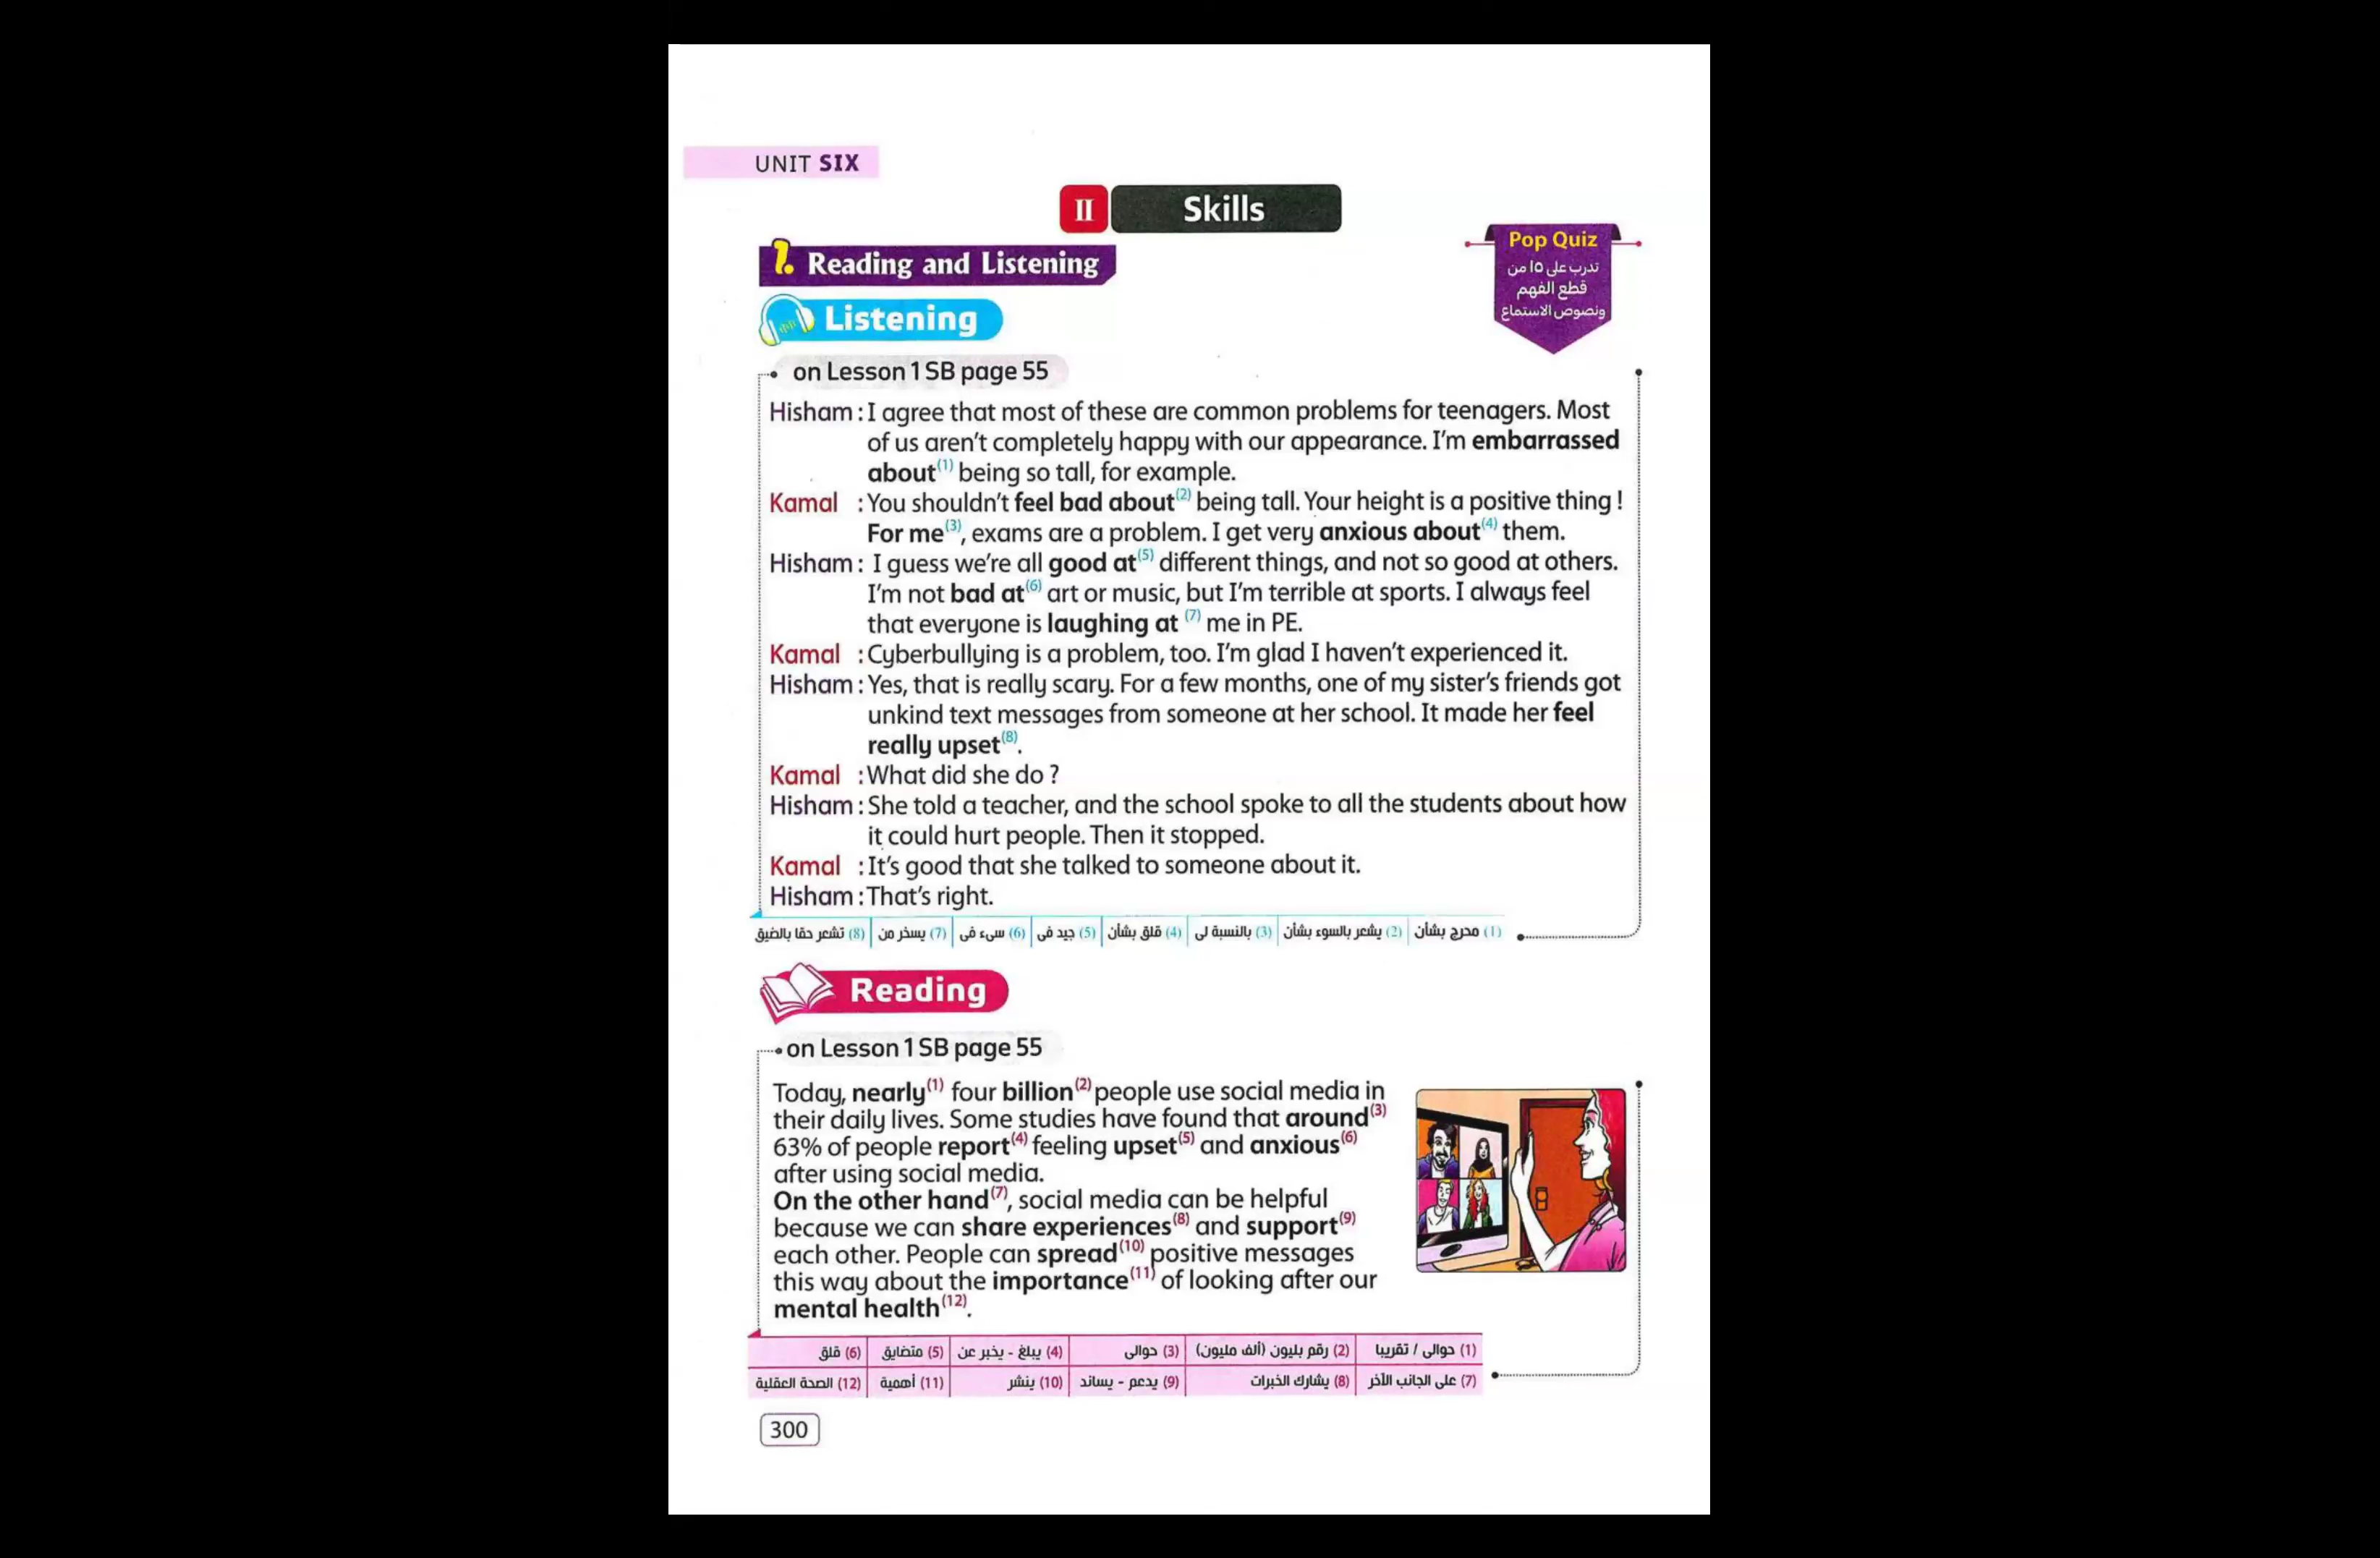 UNIT SIX
II Skills
1. Reading and Listening
Pop Quiz
تدرب على ١٥ من
قطع الفهم
ونصوص الاستماع
Listening
on Lesson 1 SB page 55
Hisham : I agree that most of these are common problems for teenagers. Most
of us aren't completely happy with our appearance. I'm embarrassed
about(1) being so tall, for example.
Kamal : You shouldn't feel bad about(2) being tall. Your height is a positive thing !
For me(3), exams are a problem. I get very anxious about(4) them.
Hisham : I guess we're all good at(5) different things, and not so good at others.
I'm not bad at(6) art or music, but I'm terrible at sports. I always feel
that everyone is laughing at (7) me in PE.
Kamal : Cyberbullying is a problem, too. I'm glad I haven't experienced it.
Hisham : Yes, that is really scary. For a few months, one of my sister's friends got
unkind text messages from someone at her school. It made her feel
really upset(8).
Kamal : What did she do ?
Hisham : She told a teacher, and the school spoke to all the students about how
it could hurt people. Then it stopped.
Kamal : It's good that she talked to someone about it.
Hisham : That's right.
(1) محرج بشأن (2) يشعر بالسوء بشأن (3) بالنسبة لى (4) قلق بشأن (5) جيد فى (6) سىء فى (7) يسخر من (8) تشعر حقا بالضيق
Reading
on Lesson 1 SB page 55
Today, nearly(1) four billion(2) people use social media in
their daily lives. Some studies have found that around(3)
63% of people report(4) feeling upset(5) and anxious(6)
after using social media.
On the other hand(7), social media can be helpful
because we can share experiences(8) and support(9)
each other. People can spread(10) positive messages
this way about the importance(11) of looking after our
mental health(12).
(1) حوالى / تقريبا (2) رقم بليون (ألف مليون) (3) حوالى (4) يبلغ - يخبر عن (5) متضايق (6) قلق
(7) على الجانب الآخر (8) يشارك الخبرات (9) يدعم - يساند (10) ينشر (11) أهمية (12) الصحة العقلية
300